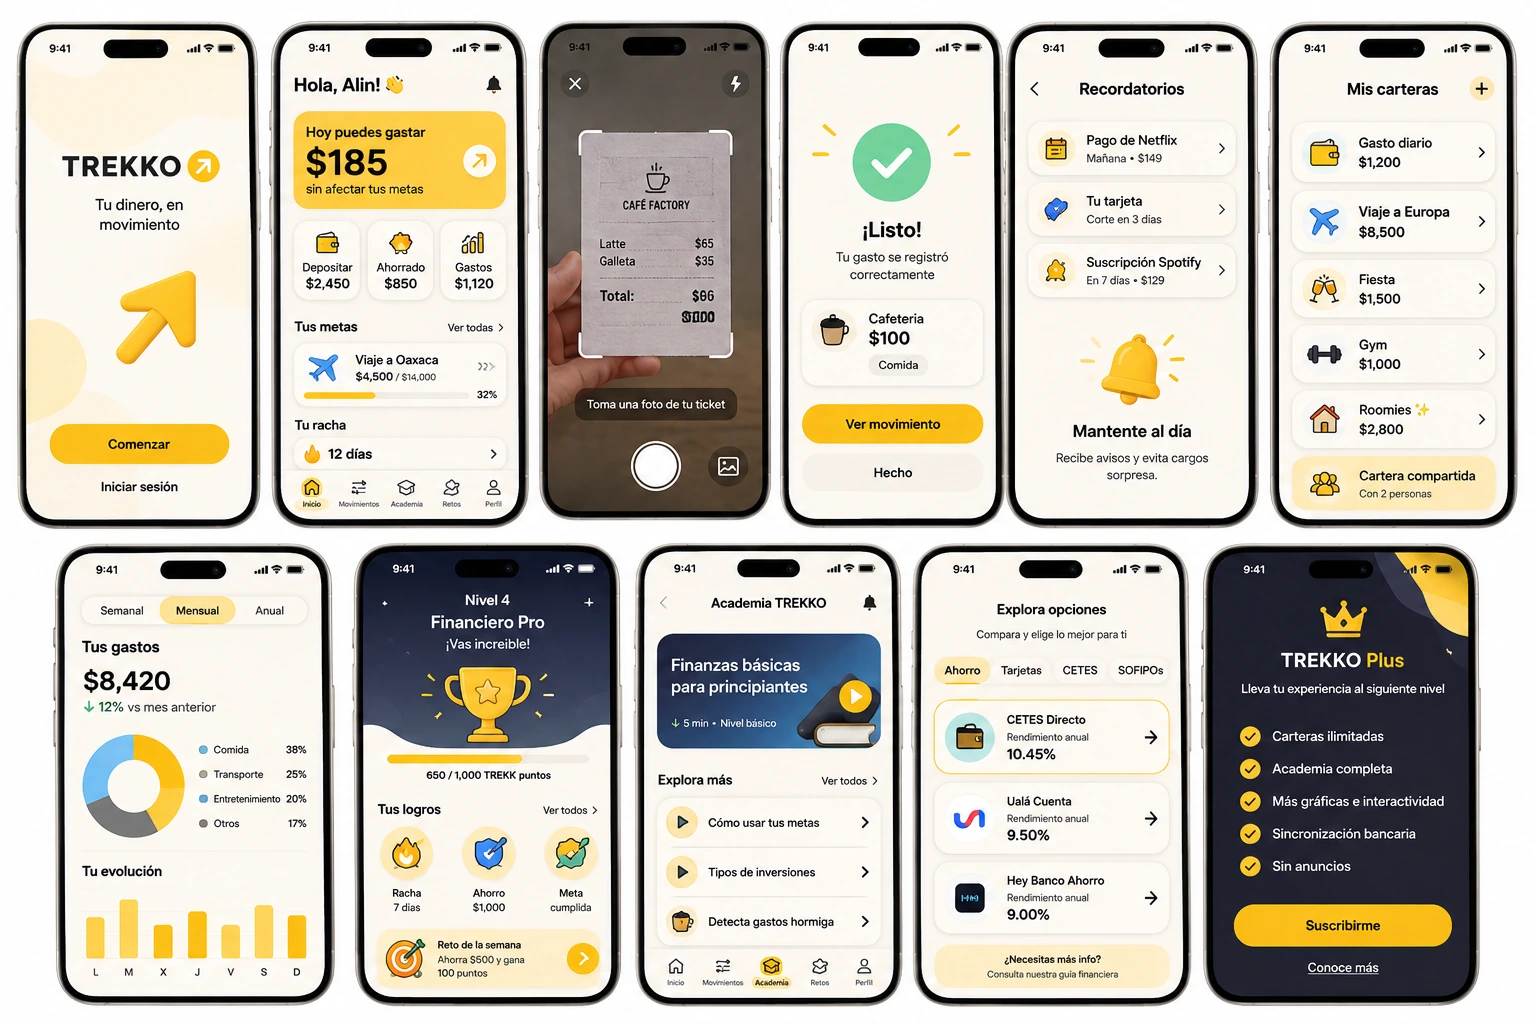 9:41
TREKKO
Tu dinero, en
movimiento
Comenzar
Iniciar sesión
9:41
Hola, Alin! 👋
Hoy puedes gastar
$185
sin afectar tus metas
Depositar
$2,450
Ahorrado
$850
Gastos
$1,120
Tus metas
Ver todas
Viaje a Oaxaca
$4,500 / $14,000
32%
Tu racha
12 días
Inicio
Movimientos
Academia
Retos
Perfil
9:41
CAFÉ FACTORY
Latte $65
Galleta $35
Total:
Toma una foto de tu ticket
9:41
¡Listo!
Tu gasto se registró
correctamente
Cafeteria
$100
Comida
Ver movimiento
Hecho
9:41
Recordatorios
Pago de Netflix
Mañana • $149
Tu tarjeta
Corte en 3 días
Suscripción Spotify
En 7 días • $129
Mantente al día
Recibe avisos y evita cargos
sorpresa.
9:41
Mis carteras
Gasto diario
$1,200
Viaje a Europa
$8,500
Fiesta
$1,500
Gym
$1,000
Roomies ✨
$2,800
Cartera compartida
Con 2 personas
9:41
Semanal Mensual Anual
Tus gastos
$8,420
↓ 12% vs mes anterior
Comida 38%
Transporte 25%
Entretenimiento 20%
Otros 17%
Tu evolución
L M X J V S D
9:41
Nivel 4
Financiero Pro
¡Vas increible!
650 / 1,000 TREKK puntos
Tus logros
Ver todos
Racha
7 dias
Ahorro
$1,000
Meta
cumplida
Reto de la semana
Ahorra $500 y gana
100 puntos
9:41
Academia TREKKO
Finanzas básicas
para principiantes
↓ 5 min • Nivel básico
Explora más
Ver todos
Cómo usar tus metas
Tipos de inversiones
Detecta gastos hormiga
Inicio
Movimientos
Academia
Retos
Perfil
9:41
Explora opciones
Compara y elige lo mejor para ti
Ahorro Tarjetas CETES SOFIPOs
CETES Directo
Rendimiento anual
10.45%
Ualá Cuenta
Rendimiento anual
9.50%
Hey Banco Ahorro
Rendimiento anual
9.00%
¿Necesitas más info?
Consulta nuestra guía financiera
9:41
TREKKO Plus
Lleva tu experiencia al siguiente nivel
Carteras ilimitadas
Academia completa
Más gráficas e interactividad
Sincronización bancaria
Sin anuncios
Suscribirme
Conoce más